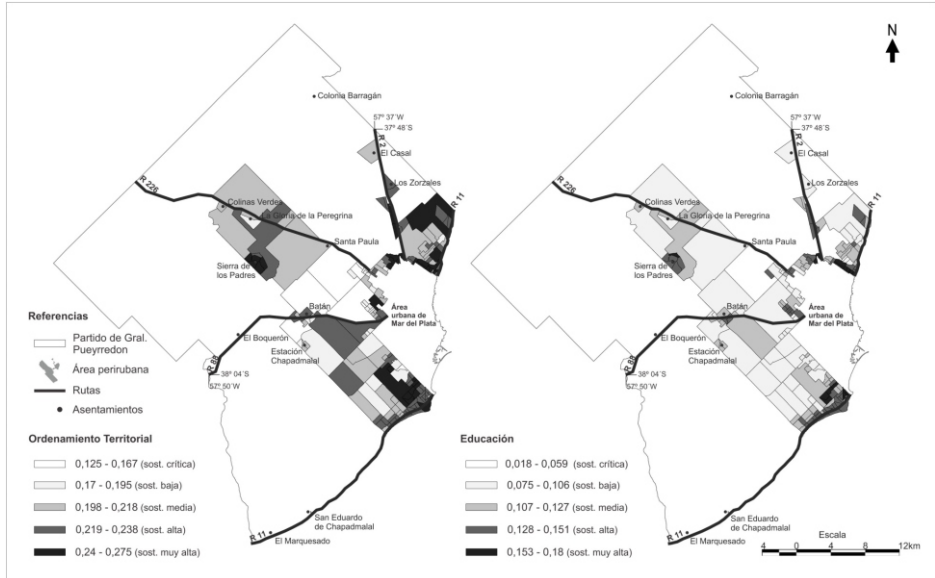 N
Colonia Barragán
57º 37´W
37º 48´S
R 2
El Casal
Los Zorzales
R 11
R 226
Colinas Verdes
La Gloria de la Peregrina
Santa Paula
Sierra de
los Padres
Batán
Área
urbana de
Mar del Plata
El Boquerón
Estación
Chapadmalal
R 88
38º 04´S
57º 50´W
San Eduardo
de Chapadmalal
R 11
El Marquesado
Referencias
Partido de Gral.
Pueyrredon
Área perirubana
Rutas
Asentamientos
Ordenamiento Territorial
0,125 - 0,167 (sost. crítica)
0,17 - 0,195 (sost. baja)
0,198 - 0,218 (sost. media)
0,219 - 0,238 (sost. alta)
0,24 - 0,275 (sost. muy alta)
Colonia Barragán
57º 37´W
37º 48´S
R 2
El Casal
Los Zorzales
R 11
R 226
Colinas Verdes
La Gloria de la Peregrina
Santa Paula
Sierra de
los Padres
Batán
Área
urbana de
Mar del Plata
El Boquerón
Estación
Chapadmalal
R 88
38º 04´S
57º 50´W
San Eduardo
de Chapadmalal
R 11
El Marquesado
Educación
0,018 - 0,059 (sost. crítica)
0,075 - 0,106 (sost. baja)
0,107 - 0,127 (sost. media)
0,128 - 0,151 (sost. alta)
0,153 - 0,18 (sost. muy alta)
Escala
4 0 4 8 12km